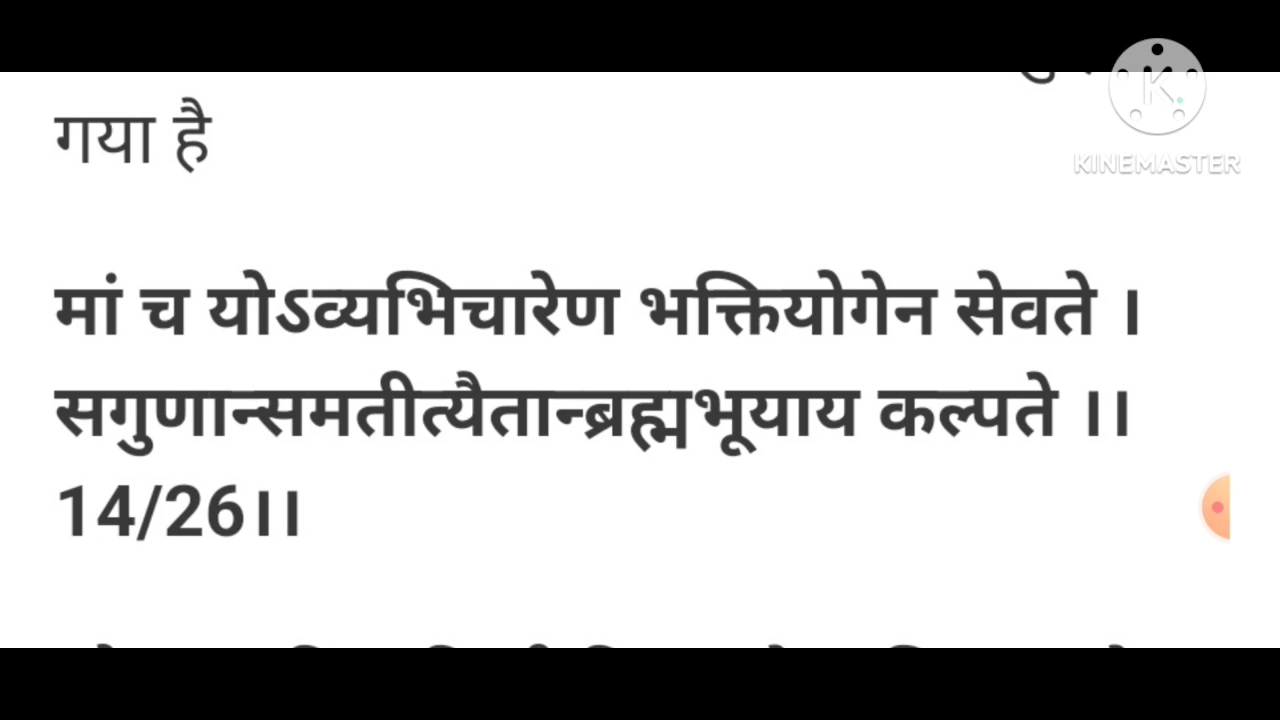 गया है
KINEMASTER
मां च योऽव्यभिचारेण भक्तियोगेन सेवते ।
सगुणान्समतीत्यैतान्ब्रह्मभूयाय कल्पते ।।
14/26।।